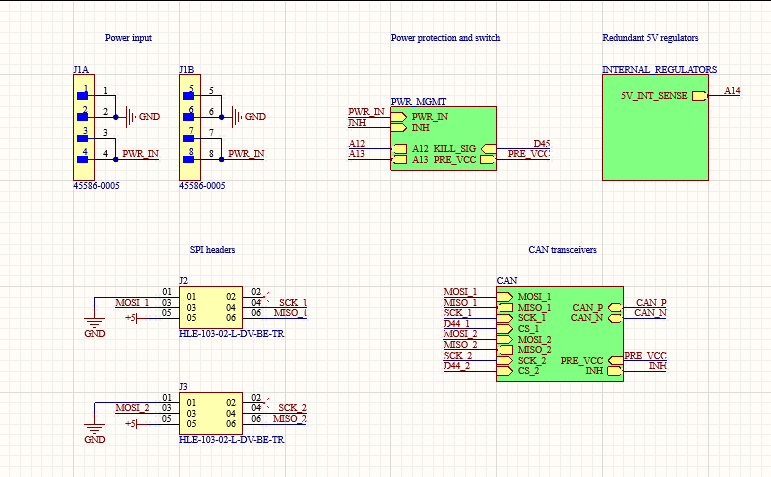 Power input
Power protection and switch
Redundant 5V regulators
J1A
J1B
1 1
2 2 GND
3 3
4 4 PWR_IN
45586-0005
5 5
6 6 GND
7 7
8 8 PWR_IN
45586-0005
PWR_MGMT
PWR_IN PWR_IN
INH INH
A12 A12 KILL_SIG D45
A13 A13 PRE_VCC PRE_VCC
INTERNAL_REGULATORS
5V_INT_SENSE A14
SPI headers
CAN transceivers
J2
01 01 02 02
MOSI_1 03 03 04 04 SCK_1
+5 05 05 06 06 MISO_1
GND
HLE-103-02-L-DV-BE-TR
CAN
MOSI_1 MOSI_1
MISO_1 MISO_1 CAN_P CAN_P
SCK_1 SCK_1 CAN_N CAN_N
D44_1 CS_1
MOSI_2 MOSI_2
MISO_2 MISO_2
SCK_2 SCK_2 PRE_VCC PRE_VCC
D44_2 CS_2 INH INH
J3
01 01 02 02
MOSI_2 03 03 04 04 SCK_2
+5 05 05 06 06 MISO_2
GND
HLE-103-02-L-DV-BE-TR